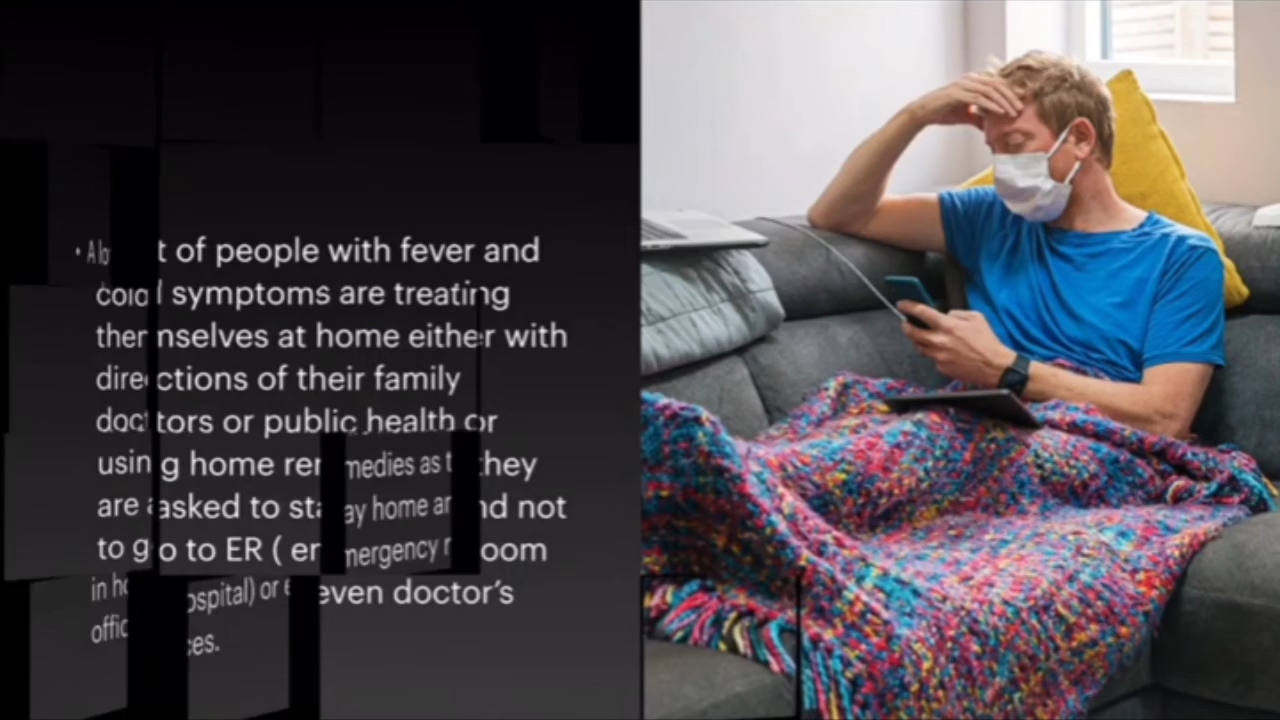 • A lot of people with fever and
cold symptoms are treating
themselves at home either with
directions of their family
doctors or public health or
using home remedies as they
are asked to stay home and not
to go to ER ( emergency room
in hospital) or even doctor's
offices.